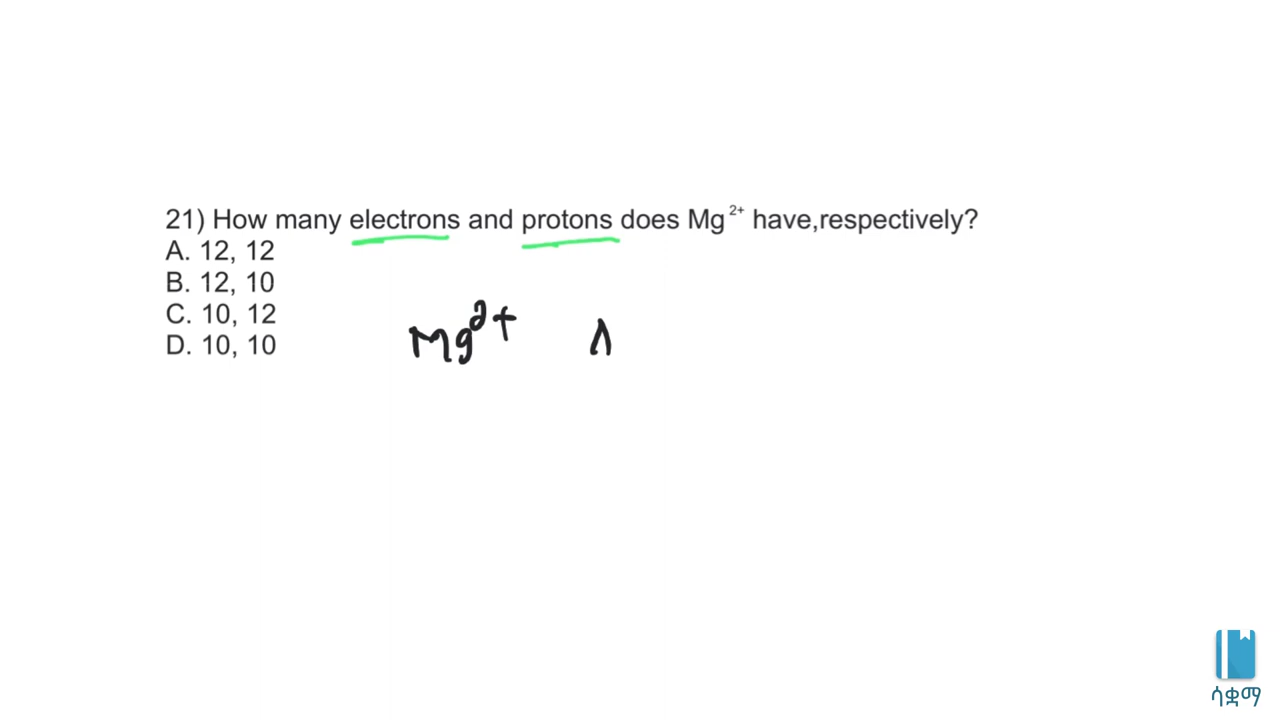 21) How many electrons and protons does Mg²⁺ have,respectively?
A. 12, 12
B. 12, 10
C. 10, 12
D. 10, 10
Mg²⁺
ሳቋማ